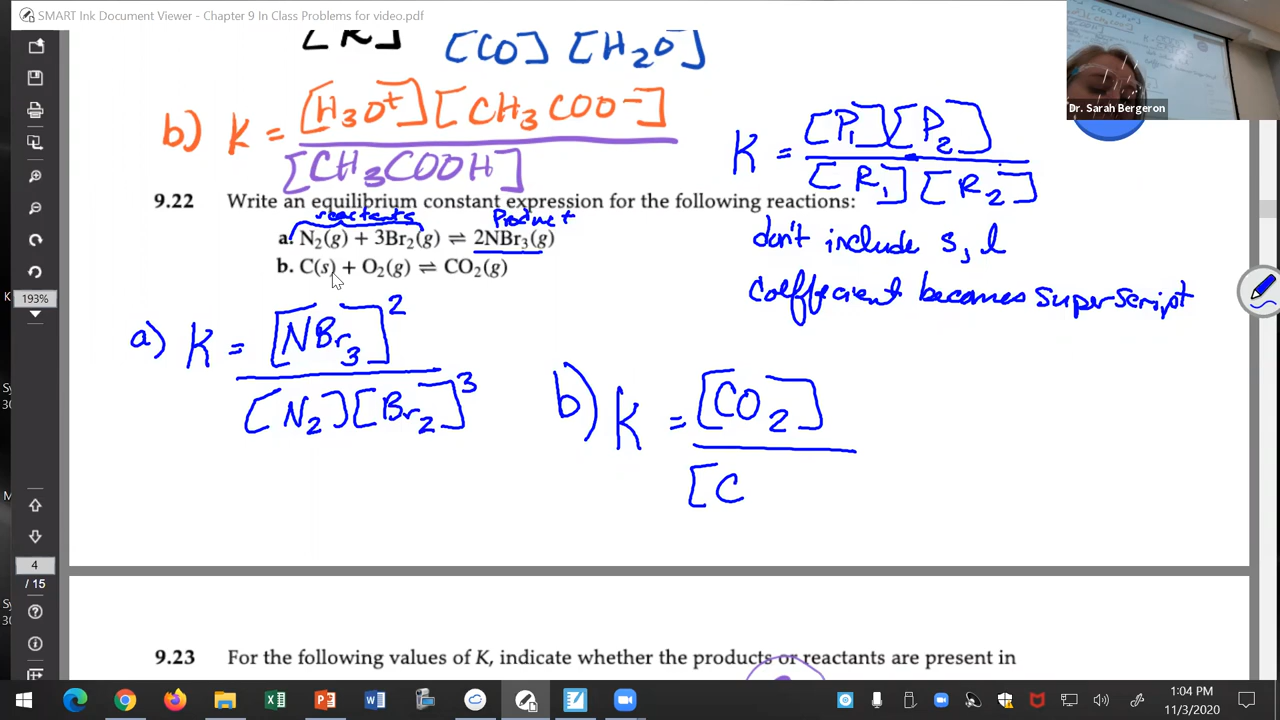 SMART Ink Document Viewer - Chapter 9 In Class Problems for video.pdf
[R] [CO] [H₂O]
b) K = [H₃O⁺][CH₃COO⁻]
[CH₃COOH]
K = [P₁][P₂]
[R₁][R₂]
Dr. Sarah Bergeron
9.22 Write an equilibrium constant expression for the following reactions:
reactants Product
a. N₂(g) + 3Br₂(g) ⇌ 2NBr₃(g)
b. C(s) + O₂(g) ⇌ CO₂(g)
don't include s, l
coefficient becomes superscript
193%
a) K = [NBr₃]²
[N₂][Br₂]³
b) K = [CO₂]
[C
4
/ 15
9.23 For the following values of K, indicate whether the products or reactants are present in
1:04 PM
11/3/2020